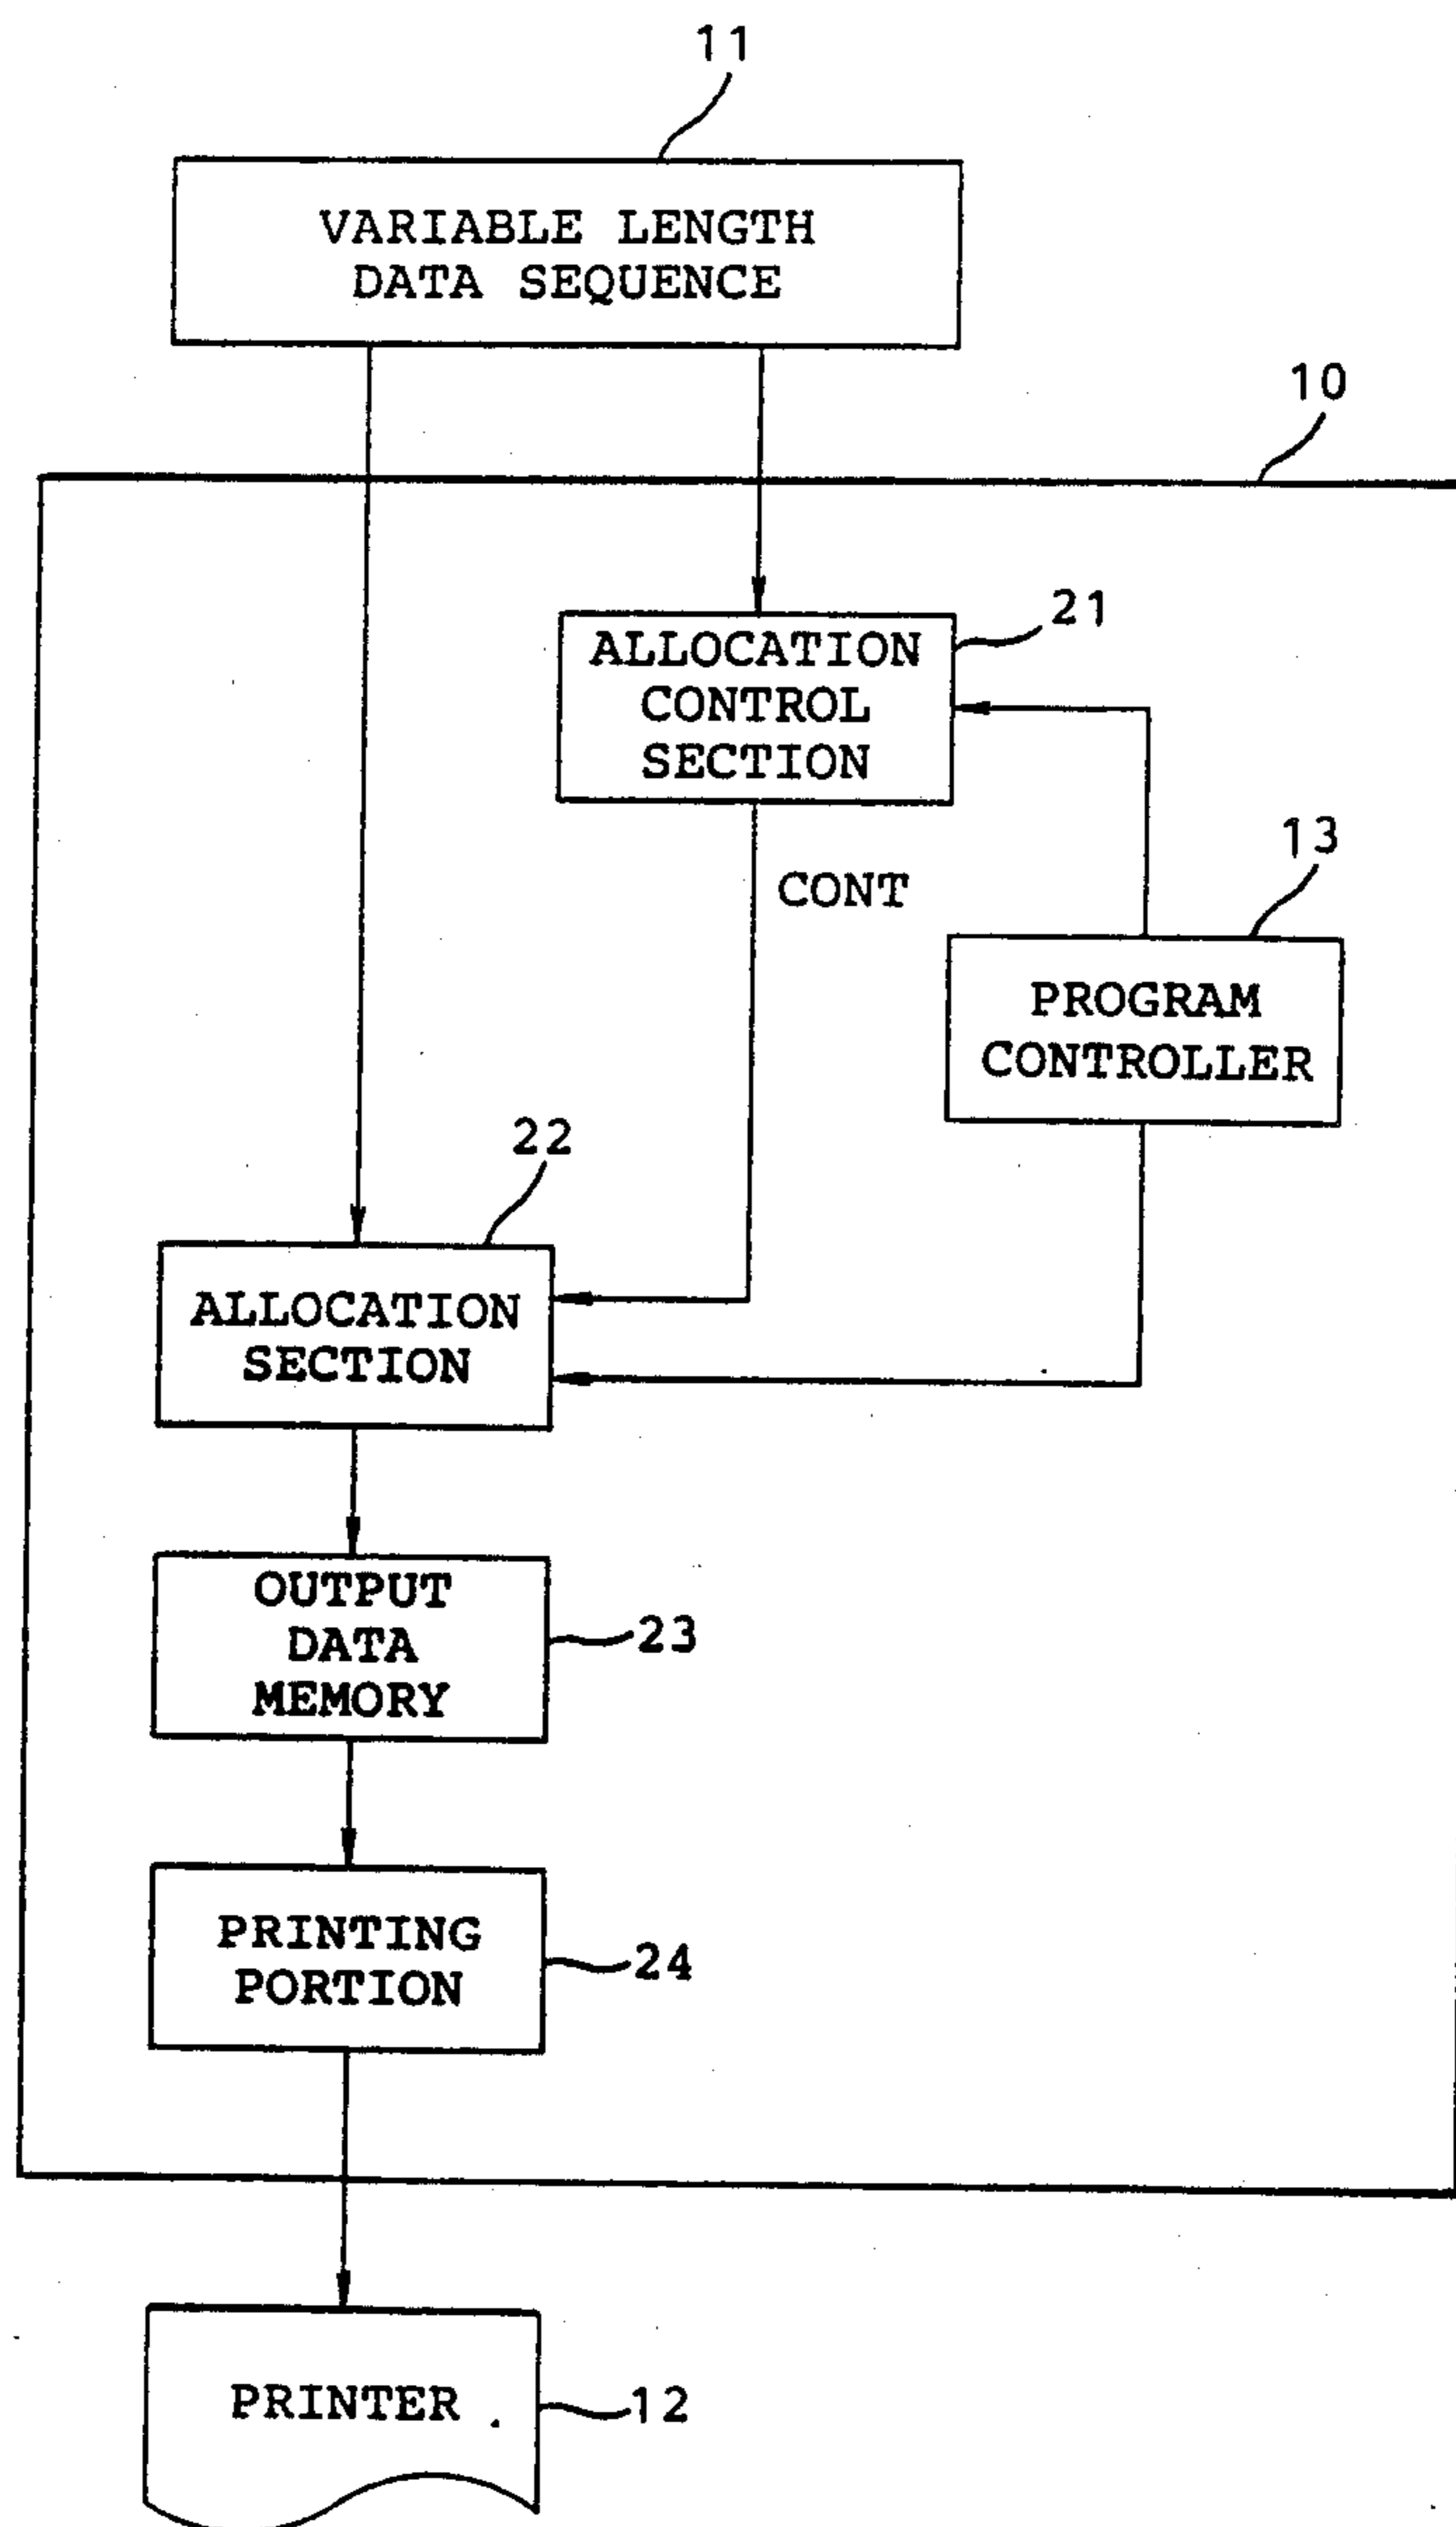 11
VARIABLE LENGTH
DATA SEQUENCE
10
ALLOCATION
CONTROL
SECTION
21
CONT
13
PROGRAM
CONTROLLER
22
ALLOCATION
SECTION
OUTPUT
DATA
MEMORY
23
PRINTING
PORTION
24
PRINTER
12